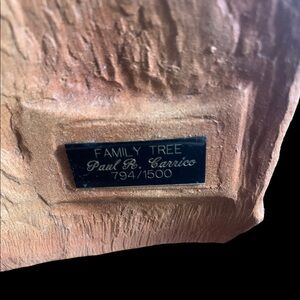 FAMILY TREE
Paul R. Carrico
794/1500